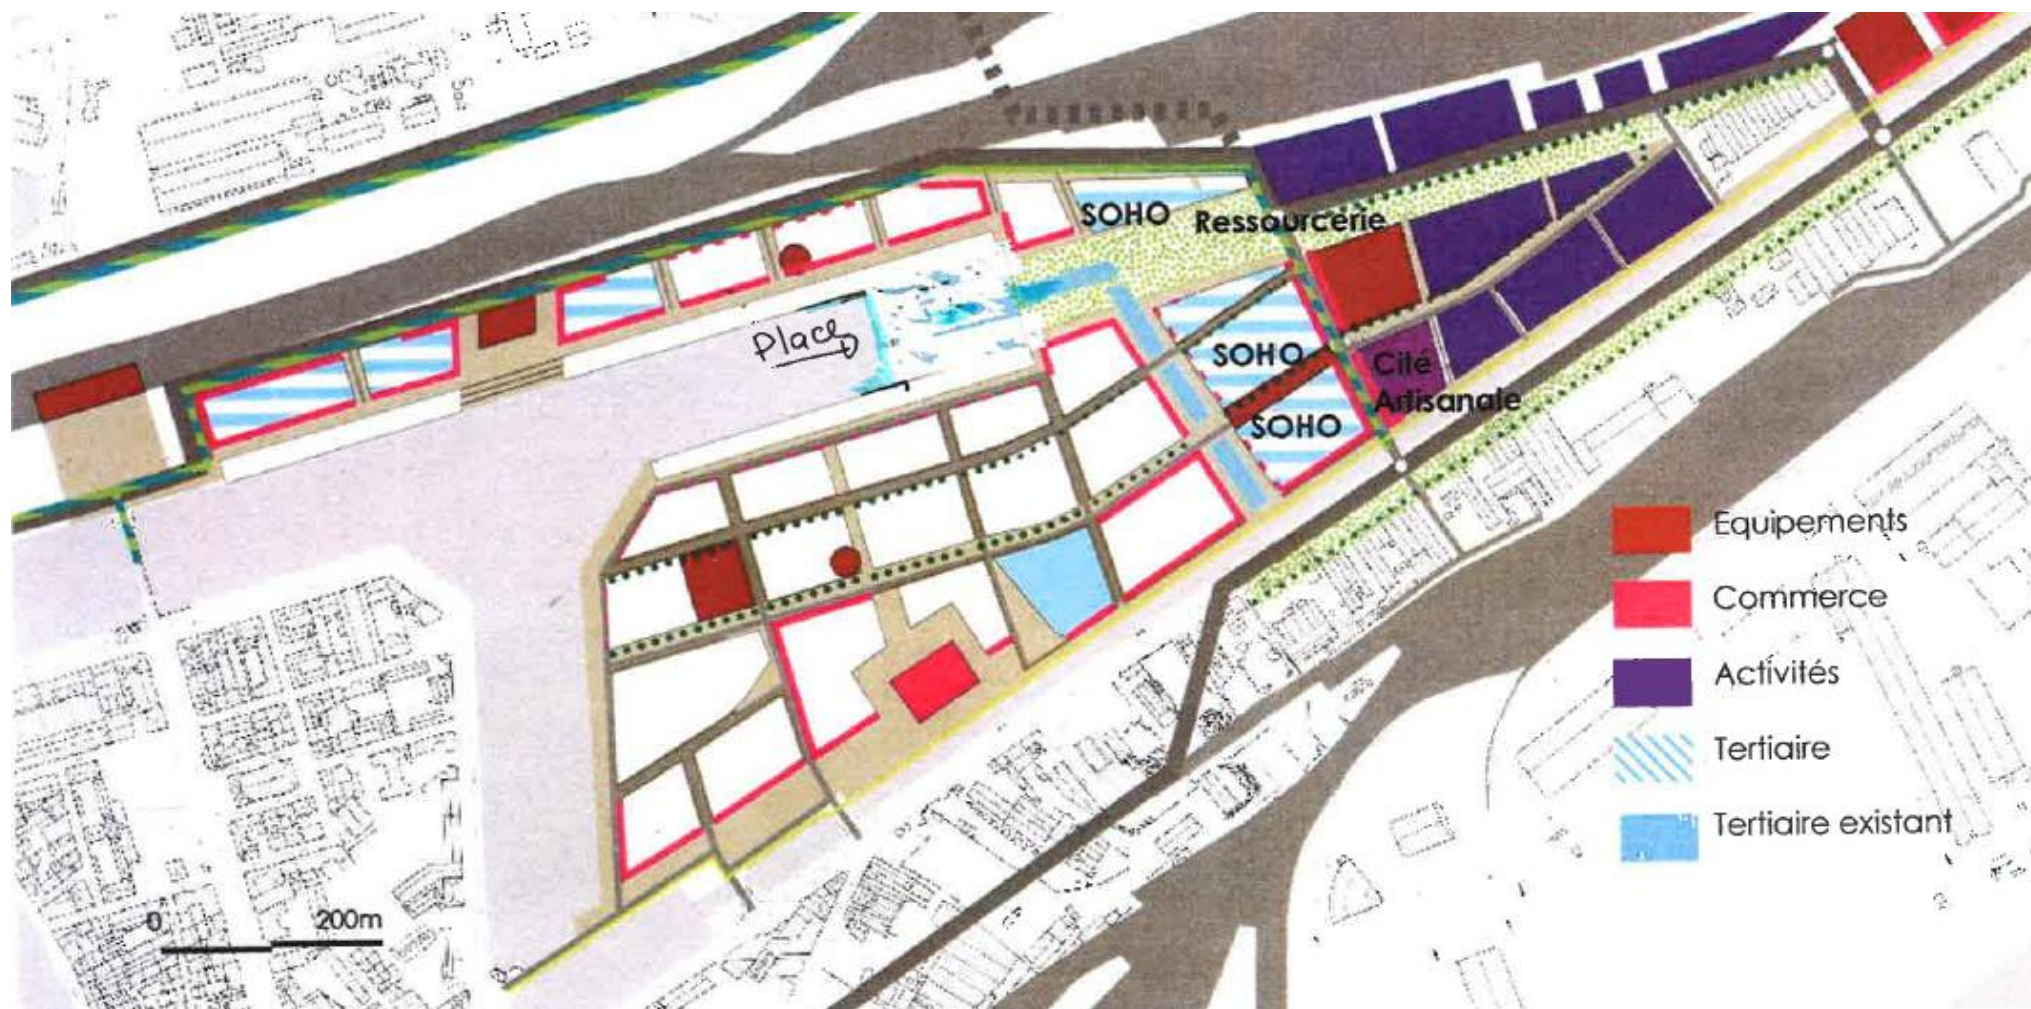 SOHO
Ressourcerie
Place
SOHO
Cité
Artisanale
SOHO
Equipements
Commerce
Activités
Tertiaire
Tertiaire existant
0 200m